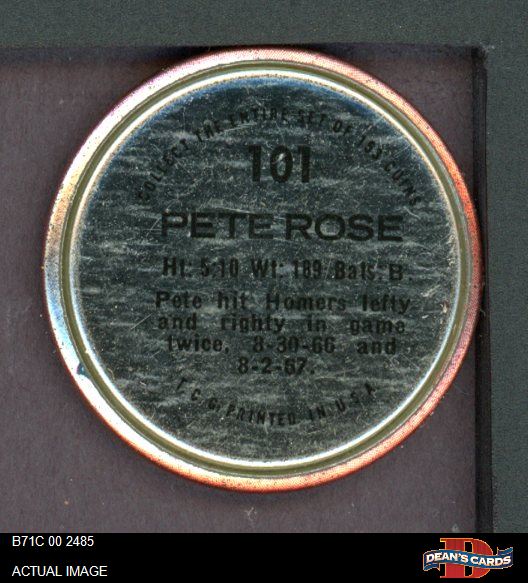 COLLECT THE ENTIRE SET OF 153 COINS
101
PETE ROSE
Ht: 5:10 Wt: 189 Bats: B
Pete hit Homers lefty
and righty in game
twice, 8-30-66 and
8-2-67.
T.C.G. PRINTED IN U.S.A.
B71C 00 2485
ACTUAL IMAGE
D
DEAN'S CARDS